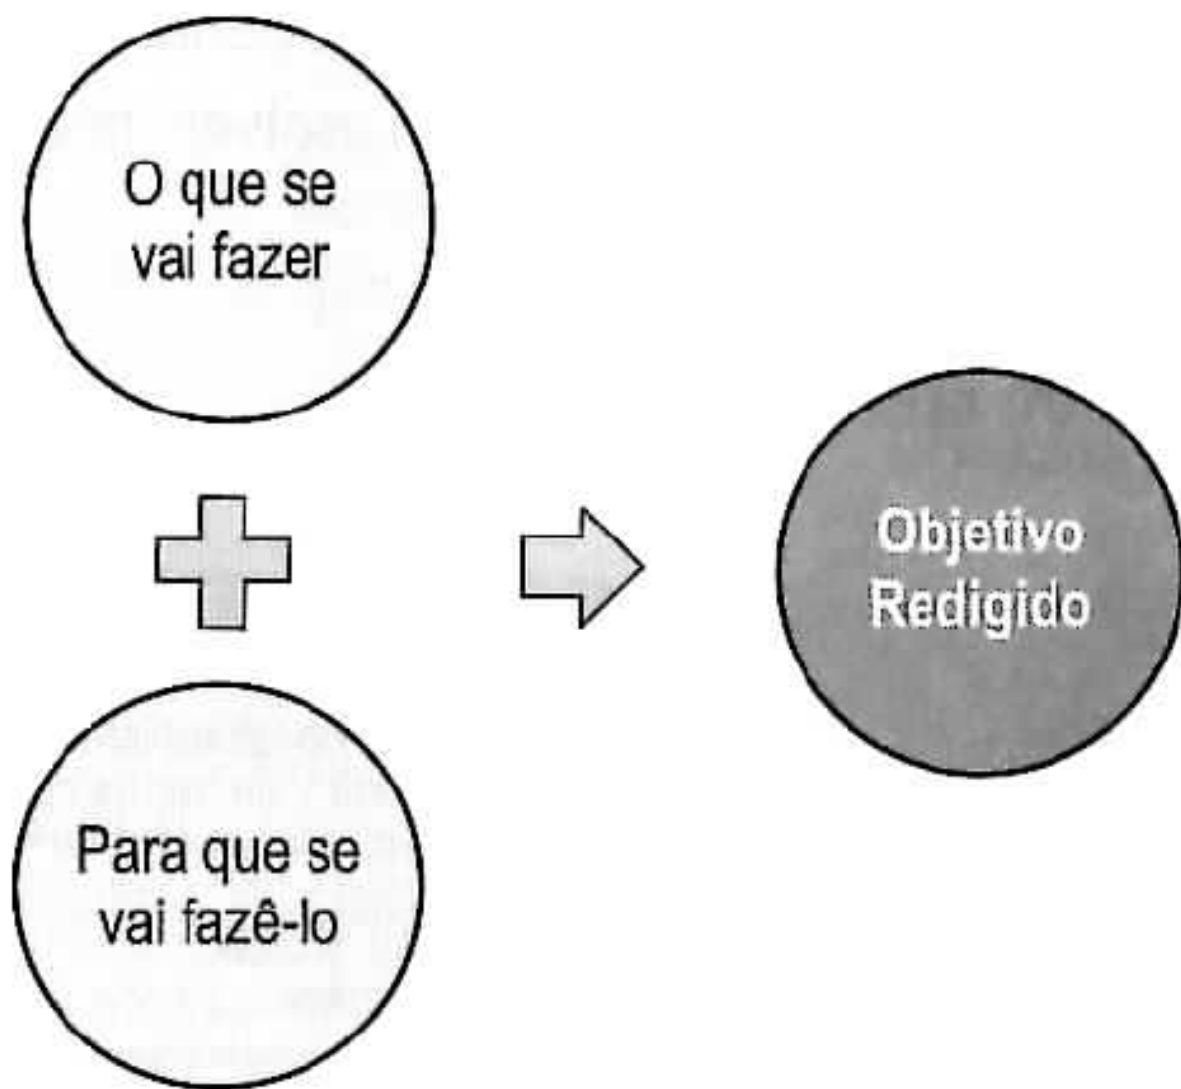 O que se
vai fazer
Para que se
vai fazê-lo
Objetivo
Redigido